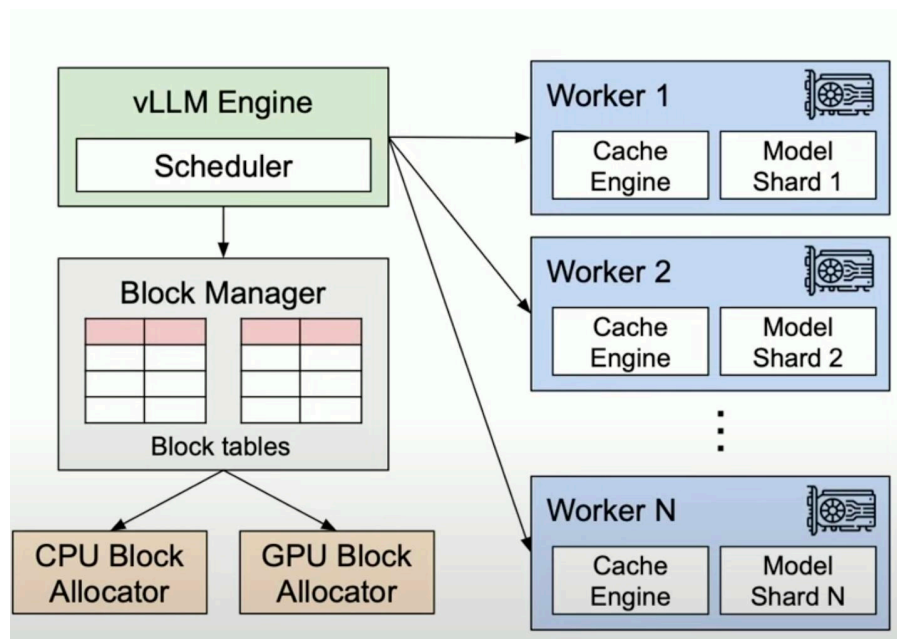 vLLM Engine
Scheduler
Block Manager
Block tables
CPU Block
Allocator
GPU Block
Allocator
Worker 1
Cache
Engine
Model
Shard 1
Worker 2
Cache
Engine
Model
Shard 2
Worker N
Cache
Engine
Model
Shard N